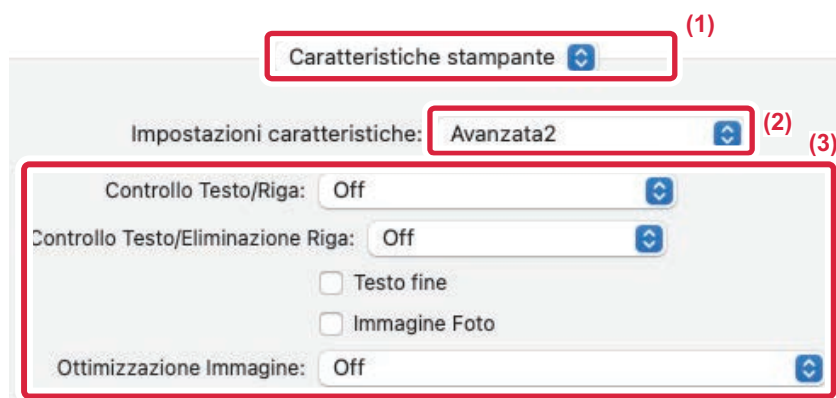 (1)
Caratteristiche stampante
Impostazioni caratteristiche: Avanzata2 (2)
(3)
Controllo Testo/Riga: Off
Controllo Testo/Eliminazione Riga: Off
Testo fine
Immagine Foto
Ottimizzazione Immagine: Off